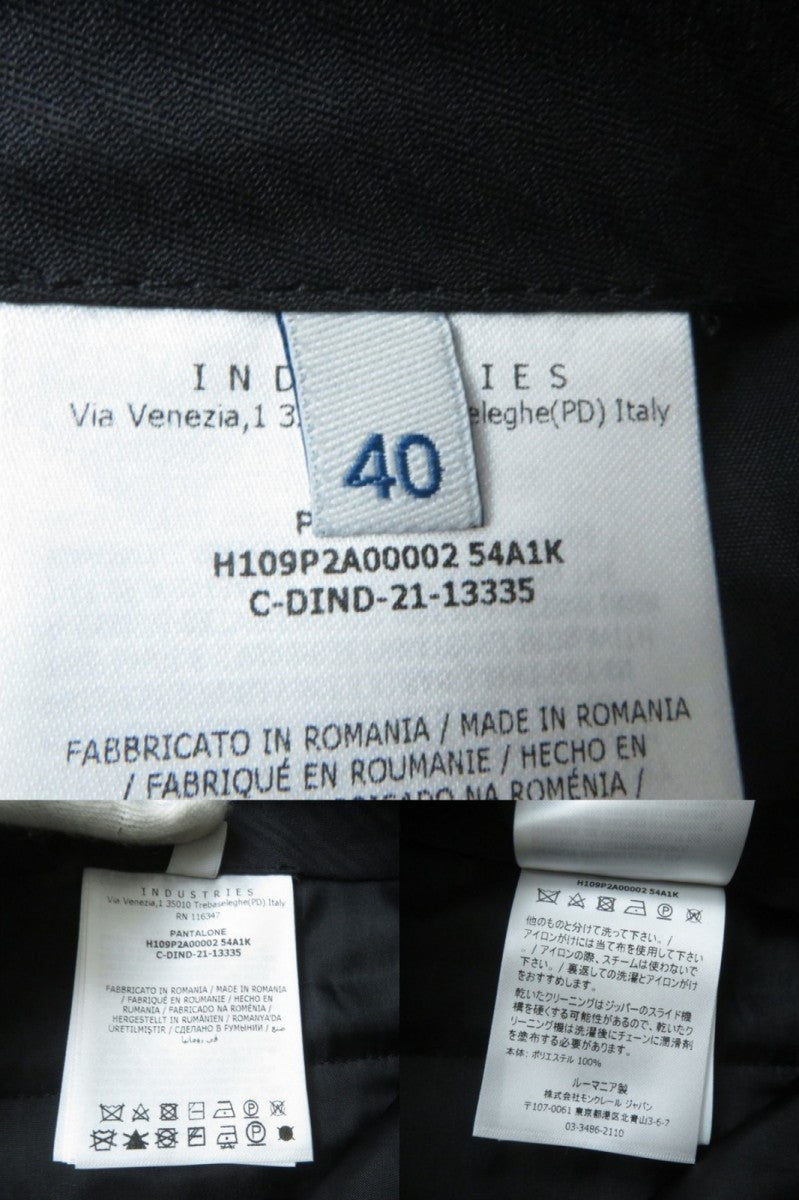 INDUSTRIES
Via Venezia,1 3 eleghe(PD) Italy
40
P
H109P2A00002 54A1K
C-DIND-21-13335
FABBRICATO IN ROMANIA / MADE IN ROMANIA
/ FABRIQUÉ EN ROUMANIE / HECHO EN
NA ROMÉNIA /
INDUSTRIES
Via Venezia,1 35010 Trebaseleghe(PD) Italy
RN 116347
PANTALONE
H109P2A00002 54A1K
C-DIND-21-13335
FABBRICATO IN ROMANIA / MADE IN ROMANIA
/ FABRIQUÉ EN ROUMANIE / HECHO EN
RUMANIA / FABRICADO NA ROMÉNIA /
HERGESTELLT IN RUMÄNIEN / ROMANYA'DA
ÜRETİLMİŞTİR / СДЕЛАНО В РУМЫНИИ / صنع
في رومانيا
H109P2A00002 54A1K
他のものと分けて洗って下さい。/
アイロンがけには当て布を使用して下さい
。/ アイロンの際、スチームは使わないで
下さい。/ 裏返しての洗濯とアイロンがけ
をおすすめします。
乾いたクリーニングはジッパーのスライド機
構を硬くする可能性があるので、乾いたク
リーニング機は洗濯後にチェーンに潤滑剤
を塗布する必要があります。
本体: ポリエステル 100%
ルーマニア製
株式会社モンクレール ジャパン
〒107-0061 東京都港区北青山3-6-7
03-3486-2110